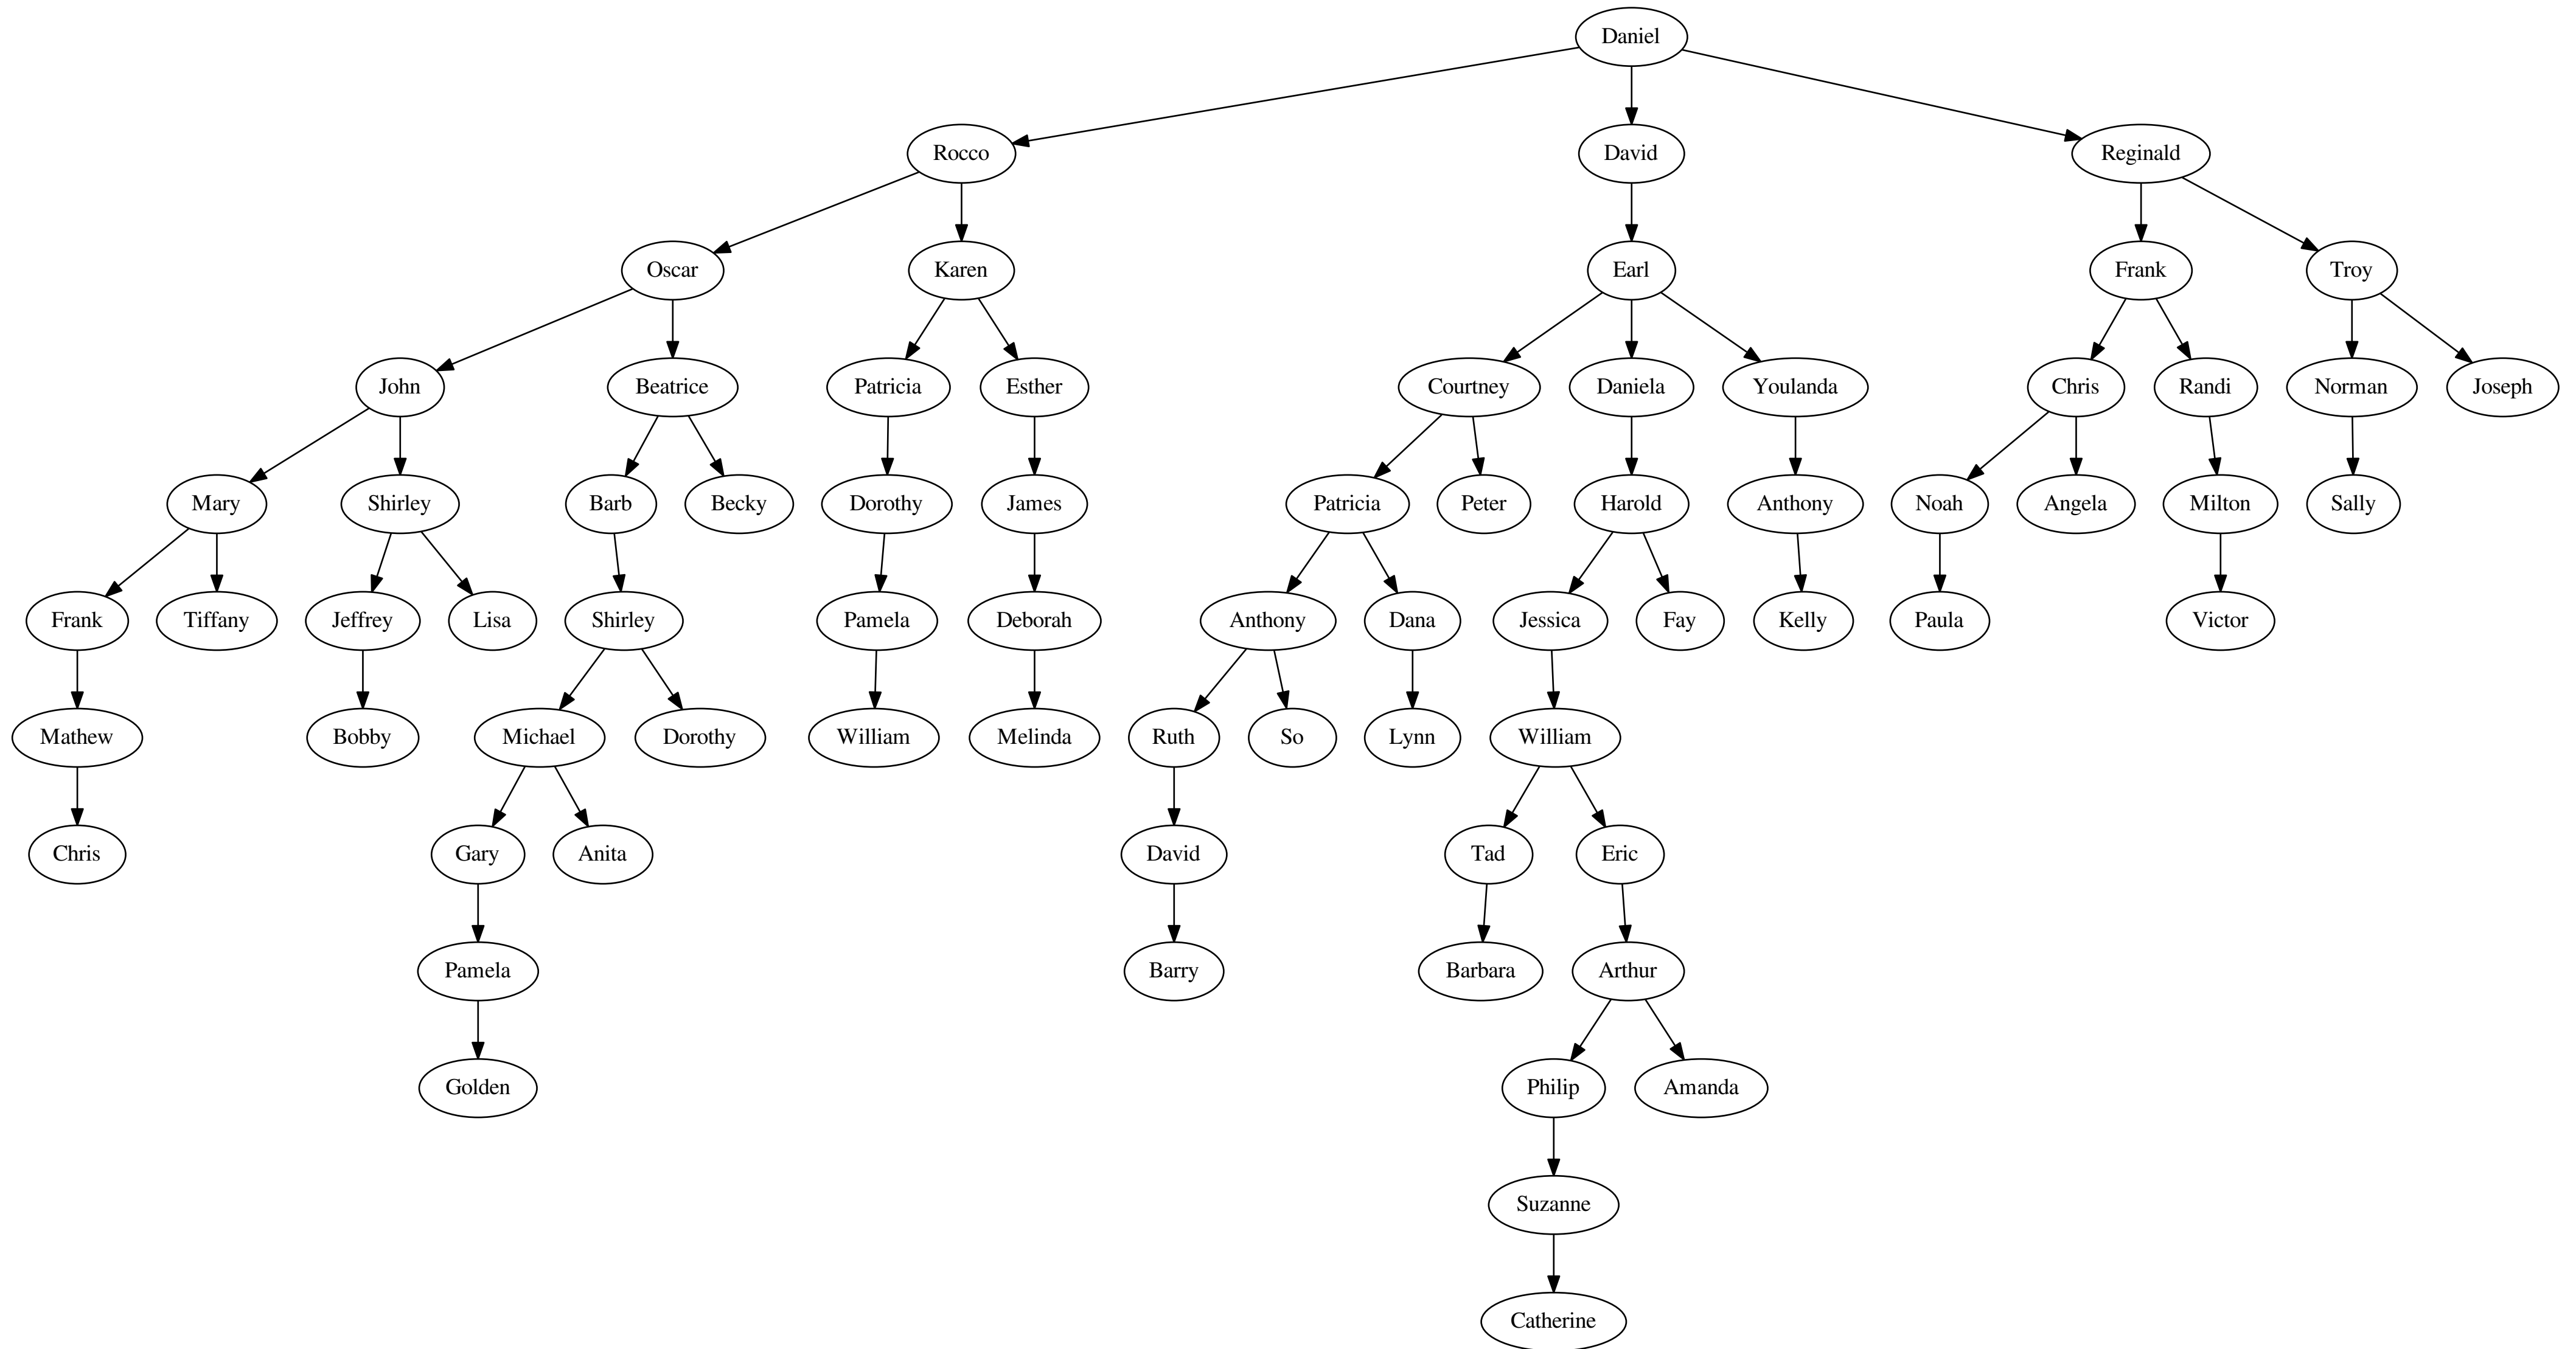 Daniel
Rocco
David
Reginald
Oscar
Karen
Earl
Frank
Troy
John
Beatrice
Patricia
Esther
Courtney
Daniela
Youlanda
Chris
Randi
Norman
Joseph
Mary
Shirley
Barb
Becky
Dorothy
James
Patricia
Peter
Harold
Anthony
Noah
Angela
Milton
Sally
Frank
Tiffany
Jeffrey
Lisa
Shirley
Pamela
Deborah
Anthony
Dana
Jessica
Fay
Kelly
Paula
Victor
Mathew
Bobby
Michael
Dorothy
William
Melinda
Ruth
So
Lynn
William
Chris
Gary
Anita
David
Tad
Eric
Pamela
Barry
Barbara
Arthur
Golden
Philip
Amanda
Suzanne
Catherine